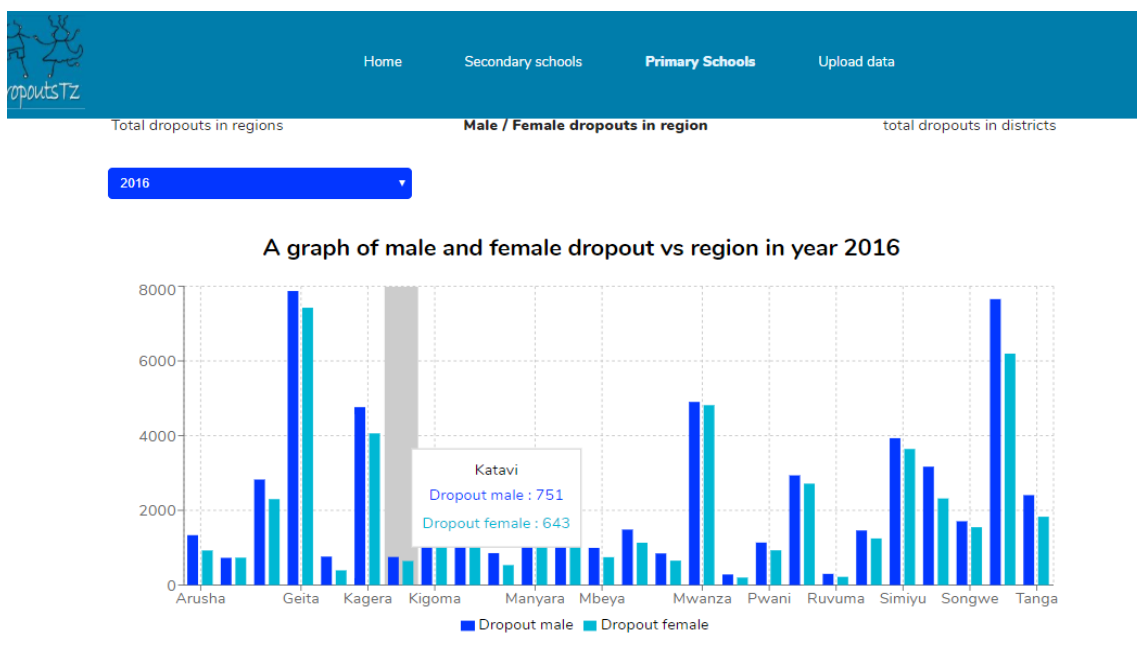 Home Secondary schools Primary Schools Upload data
ropoutsTz
Total dropouts in regions Male / Female dropouts in region total dropouts in districts
2016
A graph of male and female dropout vs region in year 2016
8000
6000
4000
2000
0
Katavi
Dropout male : 751
Dropout female : 643
Arusha Geita Kagera Kigoma Manyara Mbeya Mwanza Pwani Ruvuma Simiyu Songwe Tanga
Dropout male Dropout female